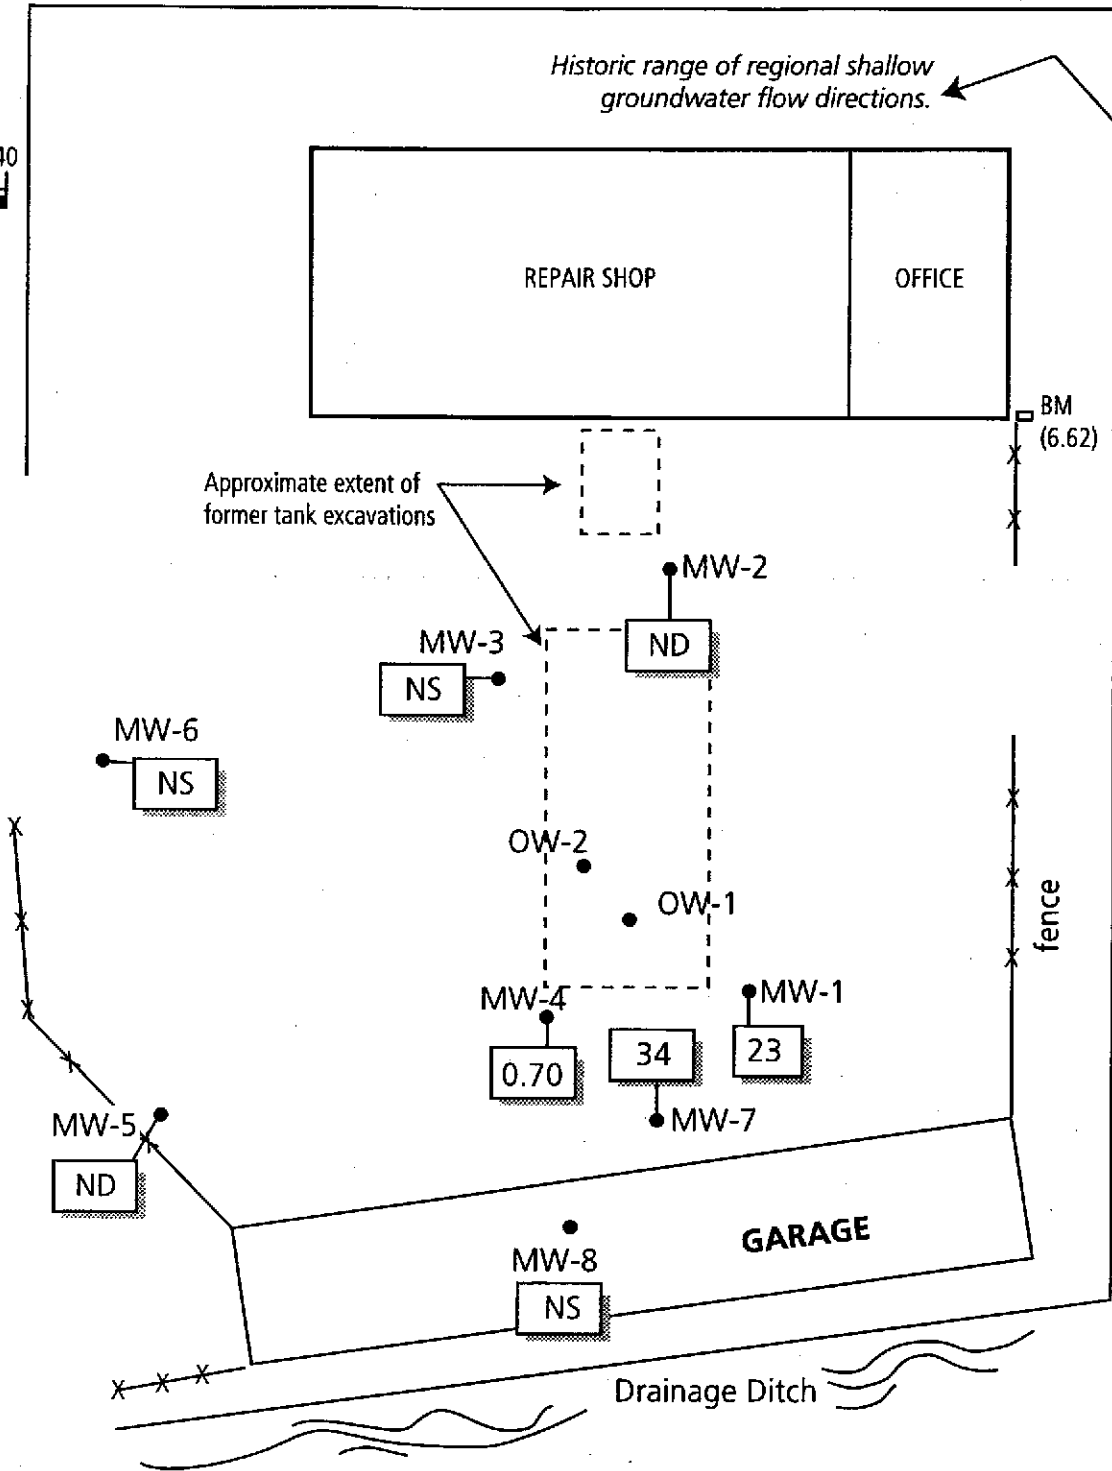 Historic range of regional shallow
groundwater flow directions.
40
REPAIR SHOP
OFFICE
BM
(6.62)
Approximate extent of
former tank excavations
MW-2
ND
MW-3
NS
MW-6
NS
OW-2
OW-1
fence
MW-4
0.70
34
MW-7
MW-1
23
MW-5
ND
GARAGE
MW-8
NS
Drainage Ditch